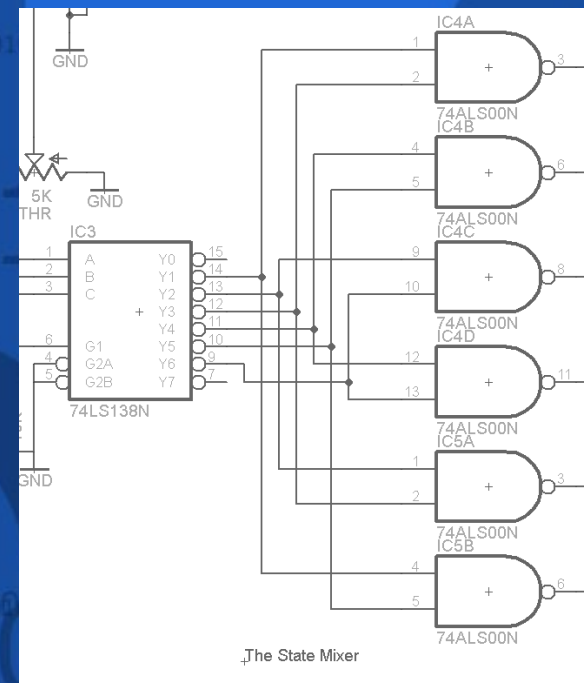 GND
5K
THR
GND
IC3
1 A Y0 15
2 B Y1 14
3 C Y2 13
Y3 12
Y4 11
6 G1 Y5 10
4 G2A Y6 9
5 G2B Y7 7
74LS138N
GND
IC4A
1
2
3
74ALS00N
IC4B
4
5
6
74ALS00N
IC4C
9
10
8
74ALS00N
IC4D
12
13
11
74ALS00N
IC5A
1
2
3
74ALS00N
IC5B
4
5
6
74ALS00N
The State Mixer